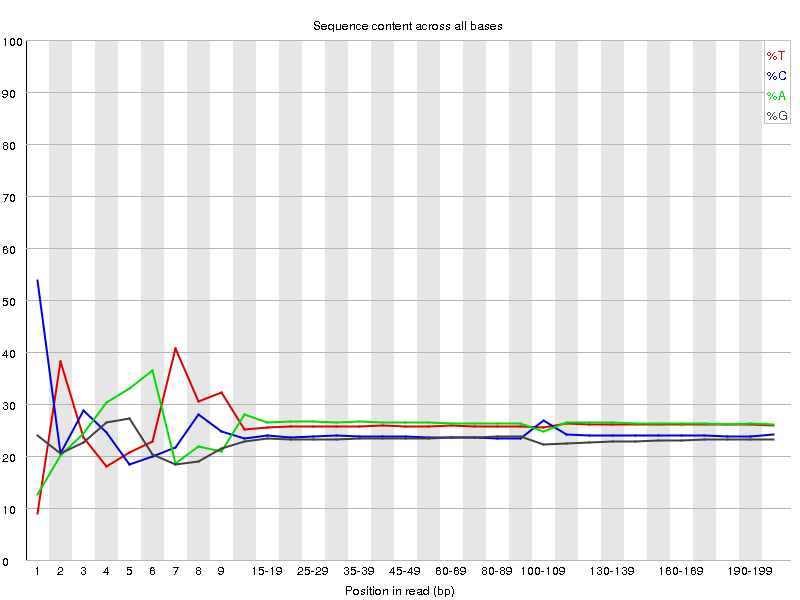 Sequence content across all bases
100
90
80
70
60
50
40
30
20
10
0
%T
%C
%A
%G
1 2 3 4 5 6 7 8 9 15-19 25-29 35-39 45-49 60-69 80-89 100-109 130-139 160-169 190-199
Position in read (bp)